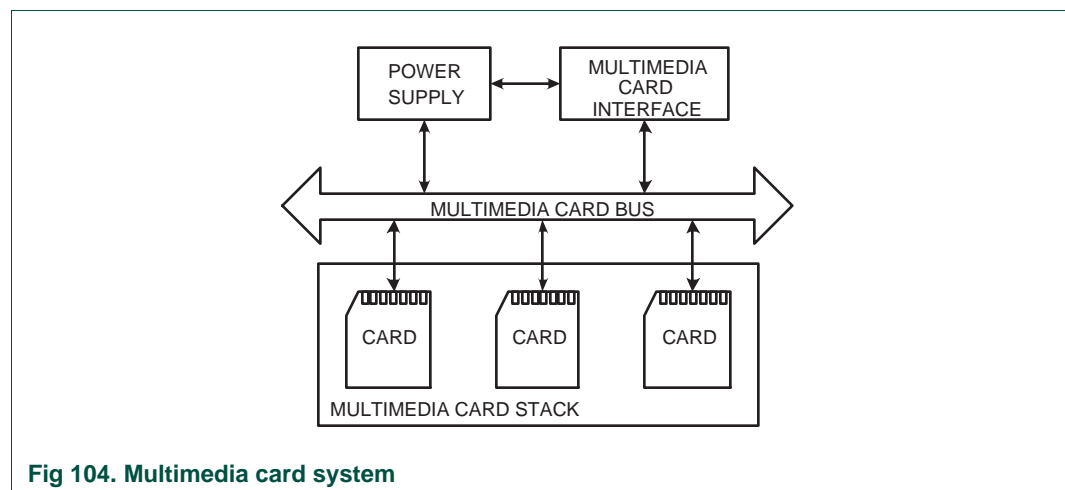 POWER
SUPPLY
MULTIMEDIA
CARD
INTERFACE
MULTIMEDIA CARD BUS
CARD
CARD
CARD
MULTIMEDIA CARD STACK
Fig 104. Multimedia card system